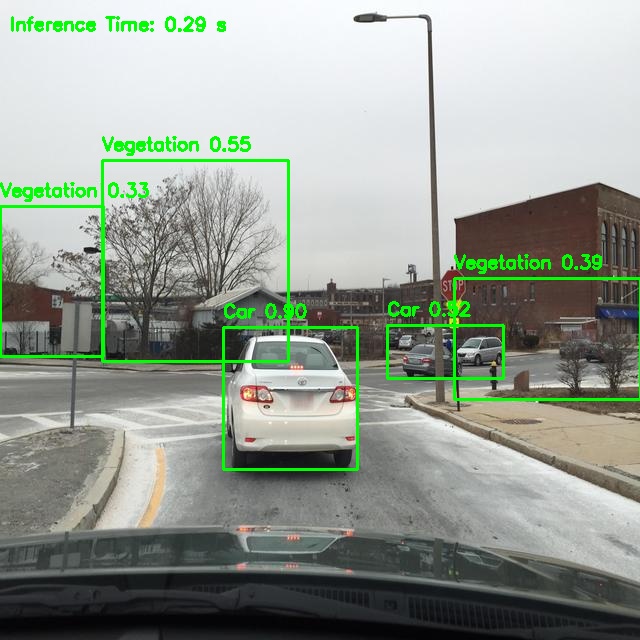 Inference Time: 0.29 s
Vegetation 0.55
Vegetation 0.33
Vegetation 0.39
STOP
Car 0.90
Car 0.32